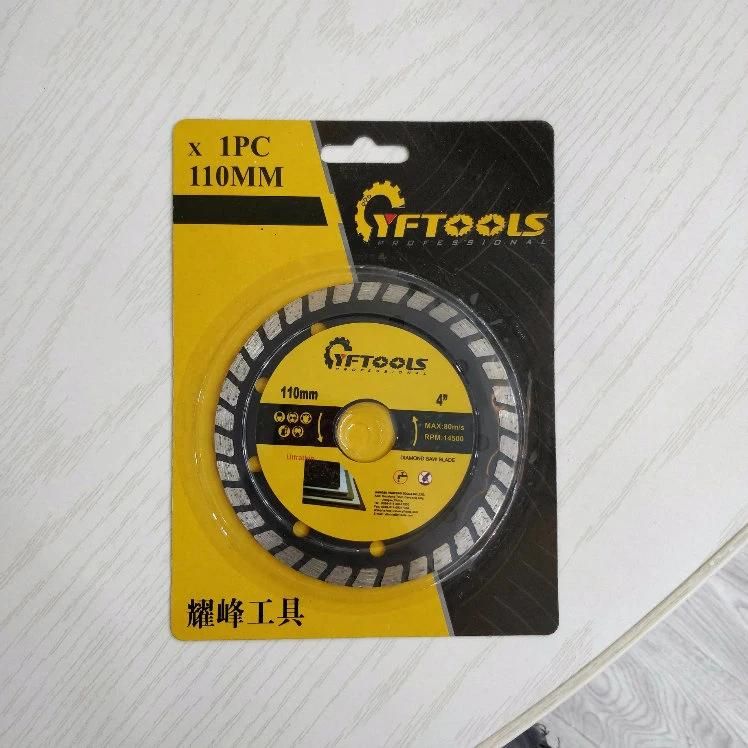 x 1PC
110MM
YFTOOLS
PROFESSIONAL
YFTOOLS
PROFESSIONAL
110mm
4"
MAX:80m/s
RPM:14500
Ultrathin
DIAMOND SAW BLADE
耀峰工具